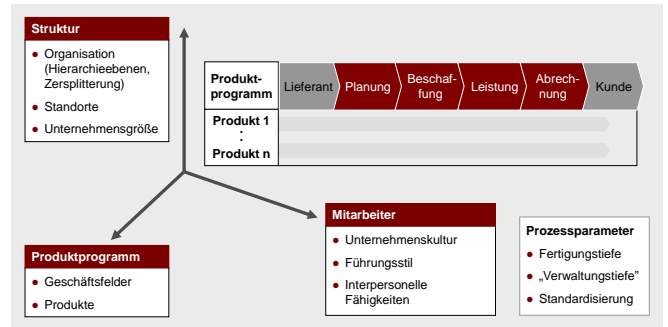 Struktur
● Organisation
(Hierarchieebenen,
Zersplitterung)
● Standorte
● Unternehmensgröße
Produkt-
programm
Lieferant
Planung
Beschaf-
fung
Leistung
Abrech-
nung
Kunde
Produkt 1
:
Produkt n
Mitarbeiter
● Unternehmenskultur
● Führungsstil
● Interpersonelle
Fähigkeiten
Prozessparameter
● Fertigungstiefe
● „Verwaltungstiefe”
● Standardisierung
Produktprogramm
● Geschäftsfelder
● Produkte